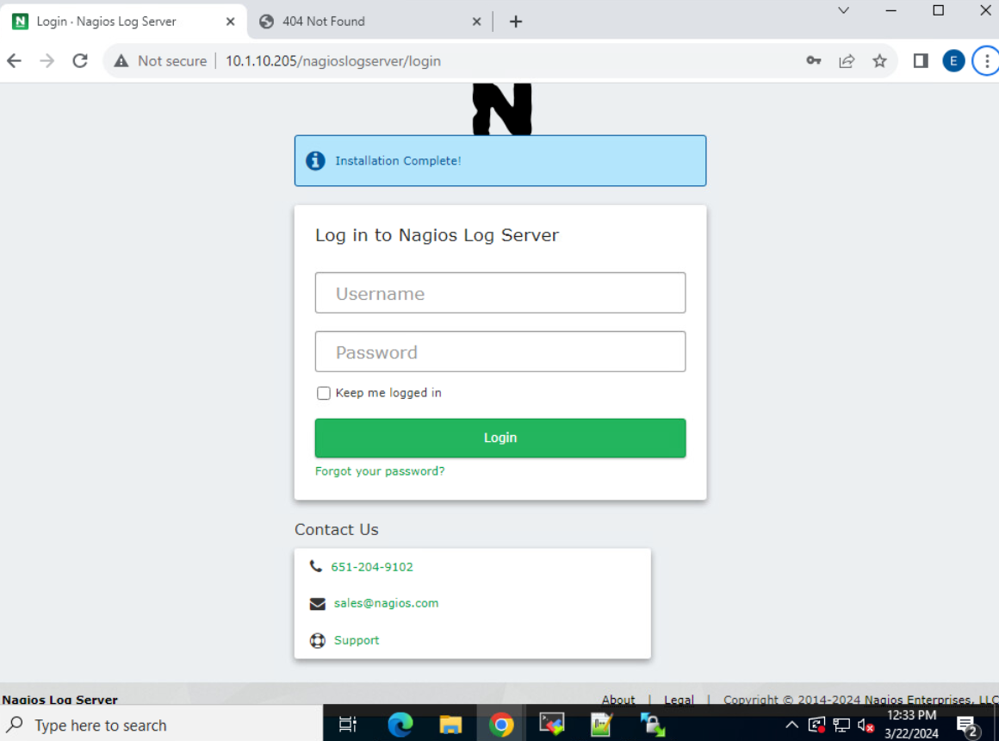 Login · Nagios Log Server
404 Not Found
Not secure
10.1.10.205/nagioslogserver/login
E
N
Installation Complete!
Log in to Nagios Log Server
Username
Password
Keep me logged in
Login
Forgot your password?
Contact Us
651-204-9102
sales@nagios.com
Support
Nagios Log Server
About | Legal | Copyright © 2014-2024 Nagios Enterprises, LLC
Type here to search
12:33 PM
3/22/2024
2